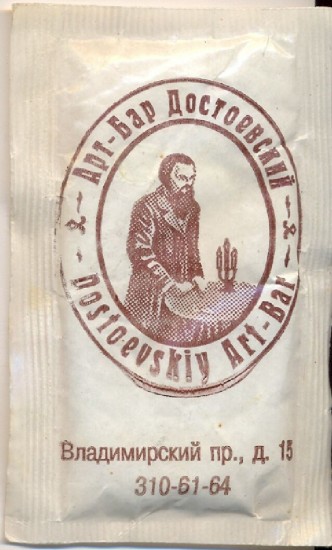 Арт-Бар Достоевский
Dostoevskiy Art-Bar
Владимирский пр., д. 15
310-61-64